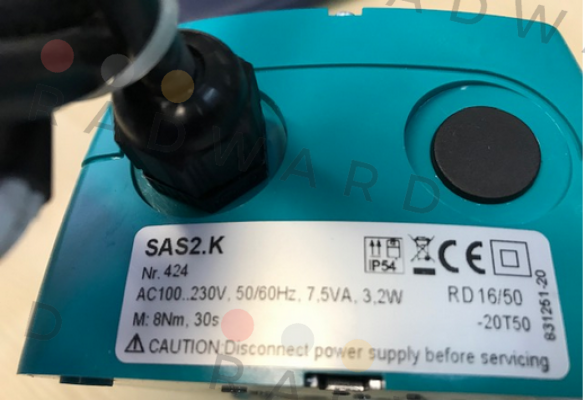 SAS2.K
Nr. 424
IP54 CE
AC100..230V, 50/60Hz, 7,5VA, 3,2W RD 16/50
M: 8Nm, 30s -20T50
CAUTION:Disconnect power supply before servicing
831251-20
RADWARD